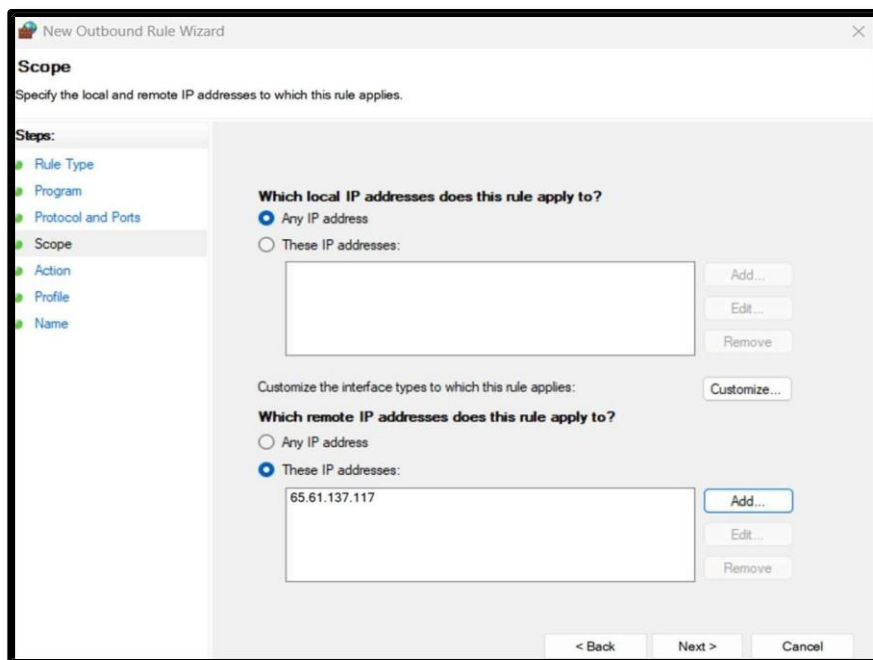 New Outbound Rule Wizard
Scope
Specify the local and remote IP addresses to which this rule applies.
Steps:
Rule Type
Program
Protocol and Ports
Scope
Action
Profile
Name
Which local IP addresses does this rule apply to?
Any IP address
These IP addresses:
Add...
Edit...
Remove
Customize the interface types to which this rule applies:
Customize...
Which remote IP addresses does this rule apply to?
Any IP address
These IP addresses:
65.61.137.117
Add...
Edit...
Remove
< Back
Next >
Cancel